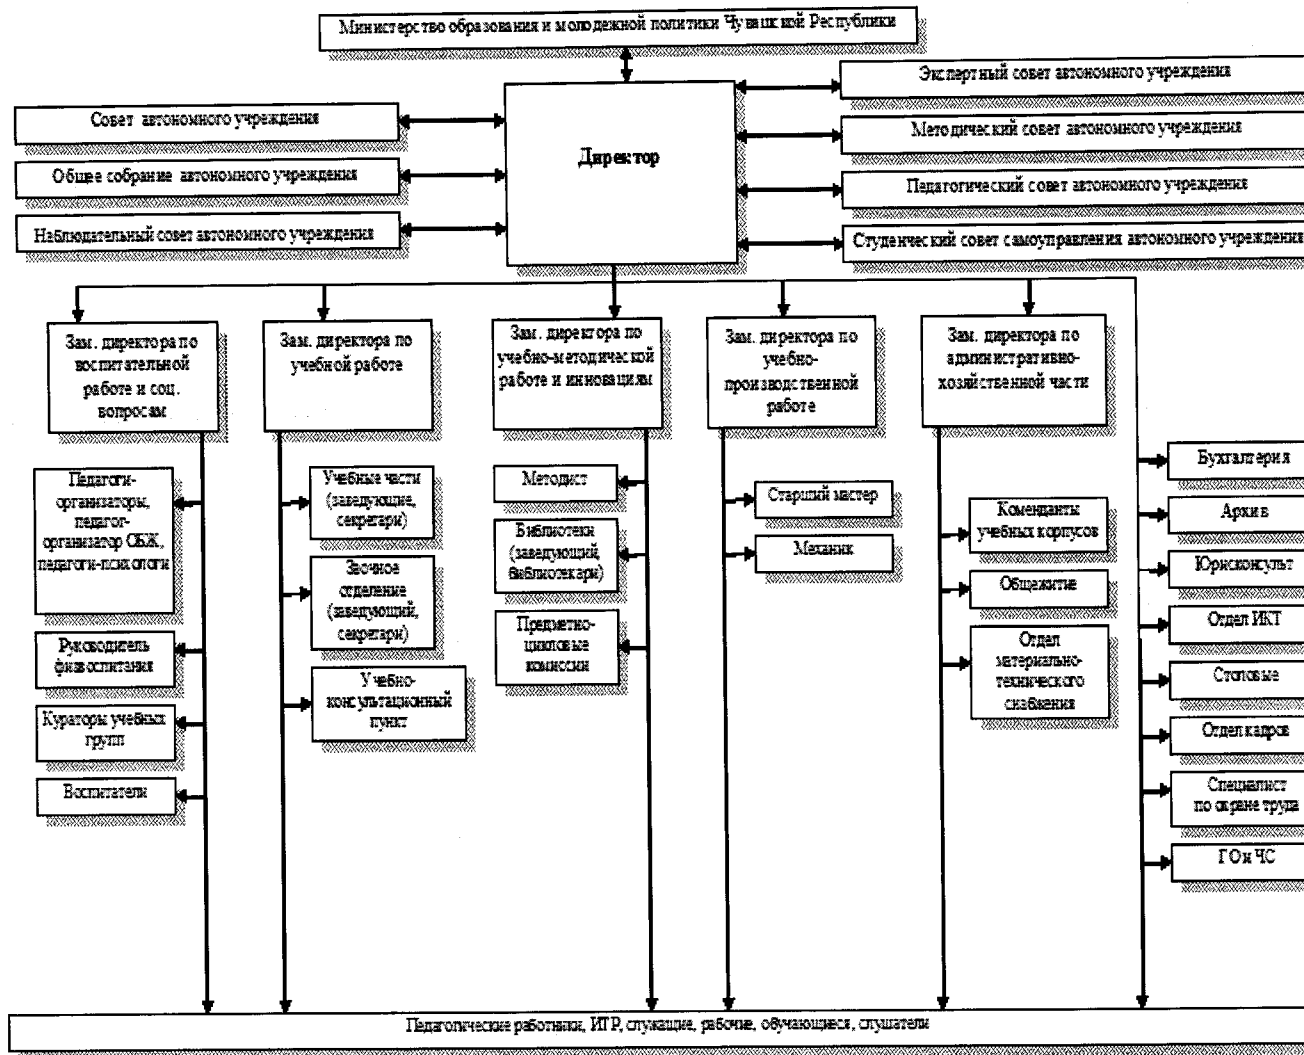 Министерство образования и молодежной политики Чувашской Республики
Экспертный совет автономного учреждения
Совет автономного учреждения
Методический совет автономного учреждения
Директор
Общее собрание автономного учреждения
Педагогический совет автономного учреждения
Наблюдательный совет автономного учреждения
Студенческий совет самоуправления автономного учреждения
Зам. директора по
воспитательной
работе и соц.
вопросам
Зам. директора по
учебной работе
Зам. директора по
учебно-методической
работе и инновациям
Зам. директора по
учебно-
производственной
работе
Зам. директора по
административно-
хозяйственной части
Педагоги-
организаторы,
педагог-
организатор ОБЖ,
педагоги-психологи
Руководитель
физвоспитания
Кураторы учебных
групп
Воспитатели
Учебные части
(заведующие,
секретари)
Заочное
отделение
(заведующий,
секретари)
Учебно-
консультационный
пункт
Методист
Библиотеки
(заведующий,
библиотекари)
Предметно-
цикловые
комиссии
Старший мастер
Механик
Коменданты
учебных корпусов
Общежитие
Отдел
материально-
технического
снабжения
Бухгалтерия
Архив
Юрисконсульт
Отдел ИКТ
Столовые
Отдел кадров
Специалист
по охране труда
ГО и ЧС
Педагогические работники, ИТР, служащие, рабочие, обучающиеся, слушатели